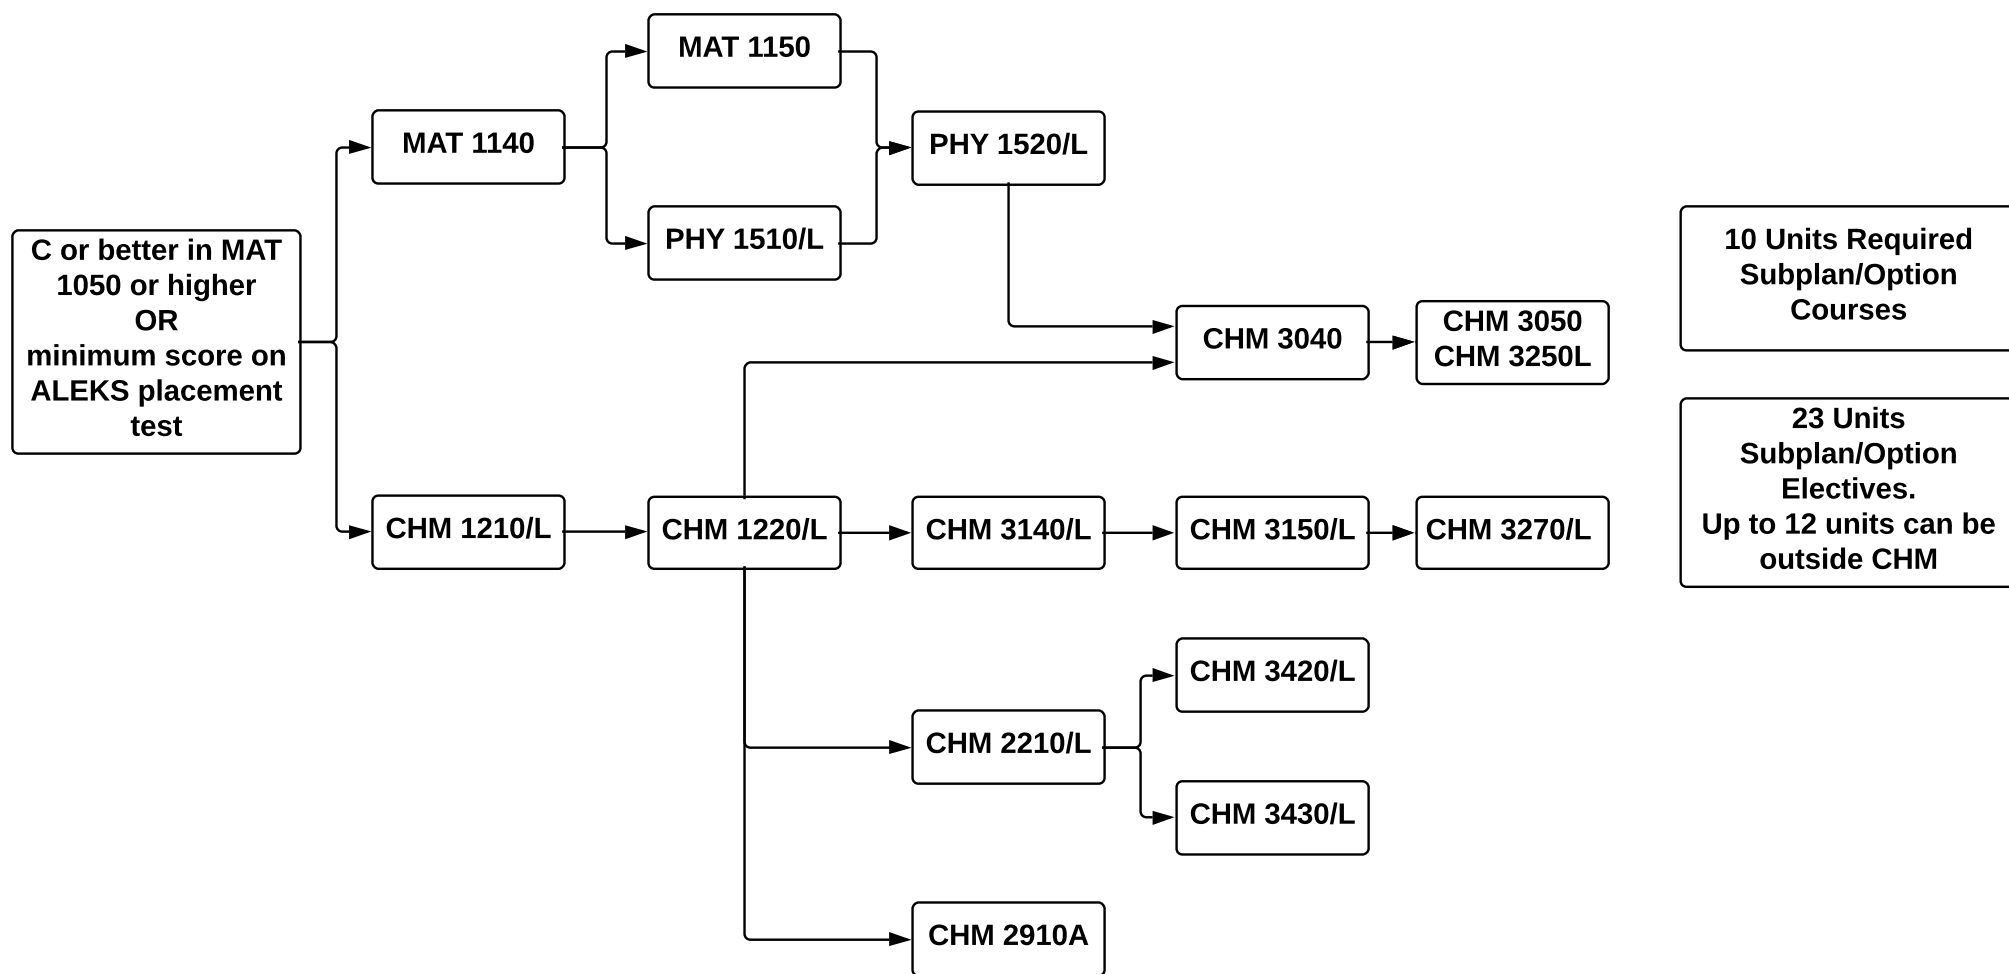 MAT 1150
MAT 1140
PHY 1520/L
PHY 1510/L
C or better in MAT
1050 or higher
OR
minimum score on
ALEKS placement
test
10 Units Required
Subplan/Option
Courses
CHM 3040
CHM 3050
CHM 3250L
23 Units
Subplan/Option
Electives.
Up to 12 units can be
outside CHM
CHM 1210/L
CHM 1220/L
CHM 3140/L
CHM 3150/L
CHM 3270/L
CHM 3420/L
CHM 2210/L
CHM 3430/L
CHM 2910A